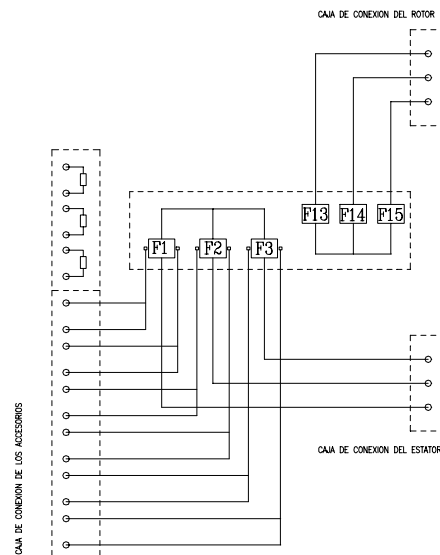 CAJA DE CONEXION DEL ROTOR
F13 F14 F15
F1 F2 F3
CAJA DE CONEXION DEL ESTATOR
CAJA DE CONEXION DE LOS ACCESORIOS